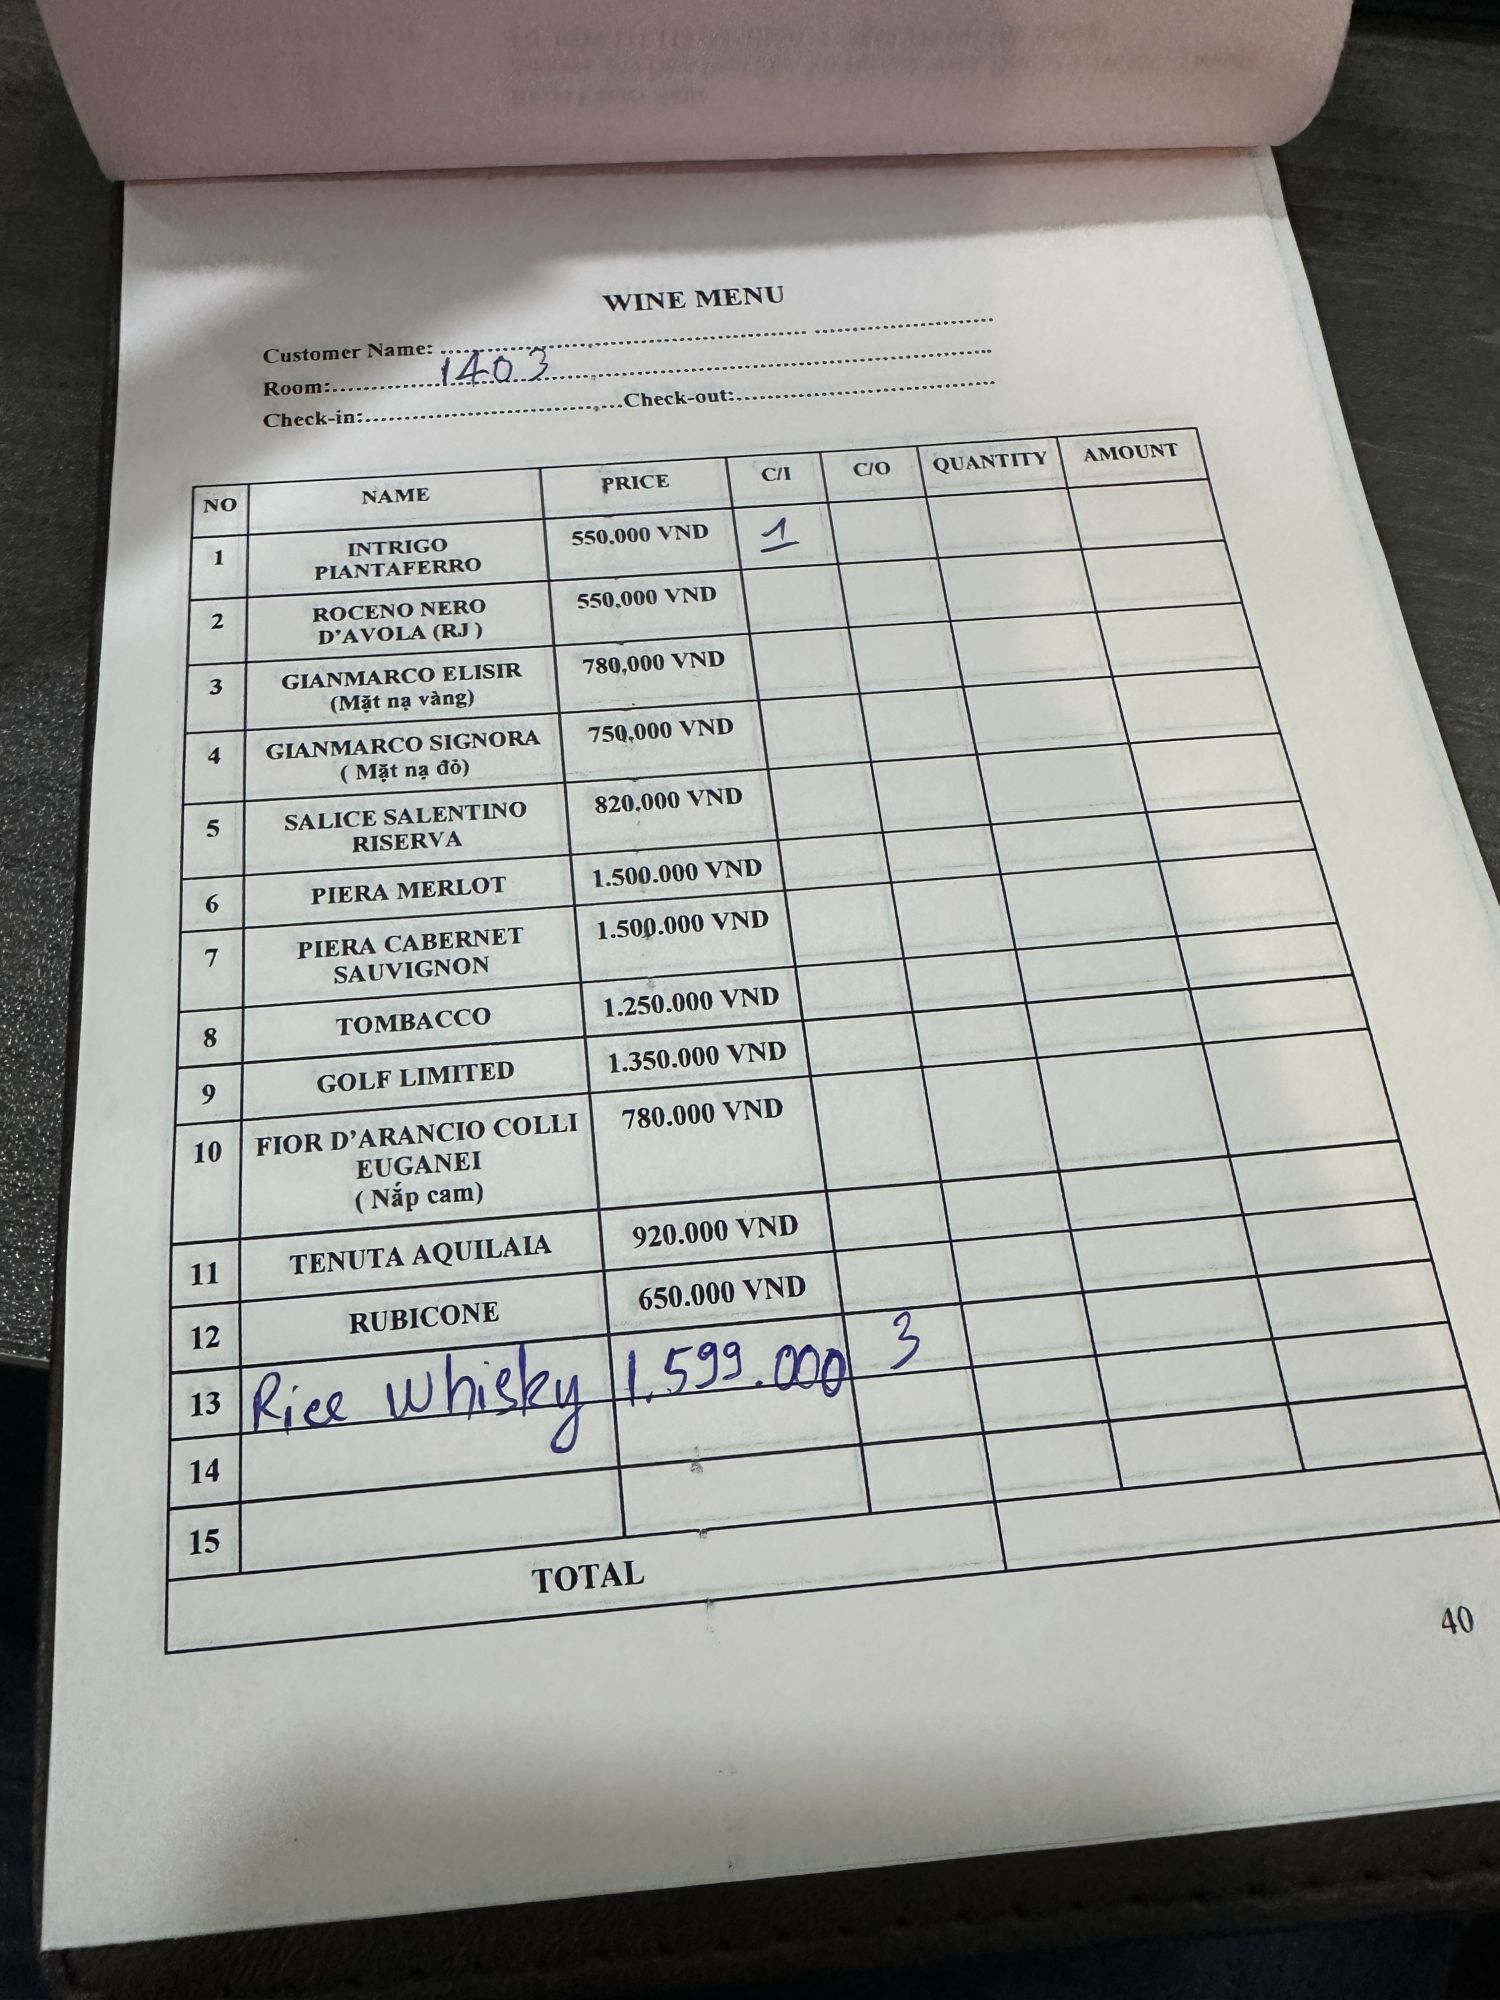 WINE MENU
Customer Name:
Room: 1403
Check-in: Check-out:
NO NAME PRICE C/I C/O QUANTITY AMOUNT
1 INTRIGO PIANTAFERRO 550.000 VND 1
2 ROCENO NERO D'AVOLA (RJ ) 550.000 VND
3 GIANMARCO ELISIR (Mặt nạ vàng) 780.000 VND
4 GIANMARCO SIGNORA ( Mặt nạ đỏ) 750.000 VND
5 SALICE SALENTINO RISERVA 820.000 VND
6 PIERA MERLOT 1.500.000 VND
7 PIERA CABERNET SAUVIGNON 1.500.000 VND
8 TOMBACCO 1.250.000 VND
9 GOLF LIMITED 1.350.000 VND
10 FIOR D'ARANCIO COLLI EUGANEI ( Nắp cam) 780.000 VND
11 TENUTA AQUILAIA 920.000 VND
12 RUBICONE 650.000 VND
13 Rice Whisky 1.599.000 3
14
15
TOTAL
40